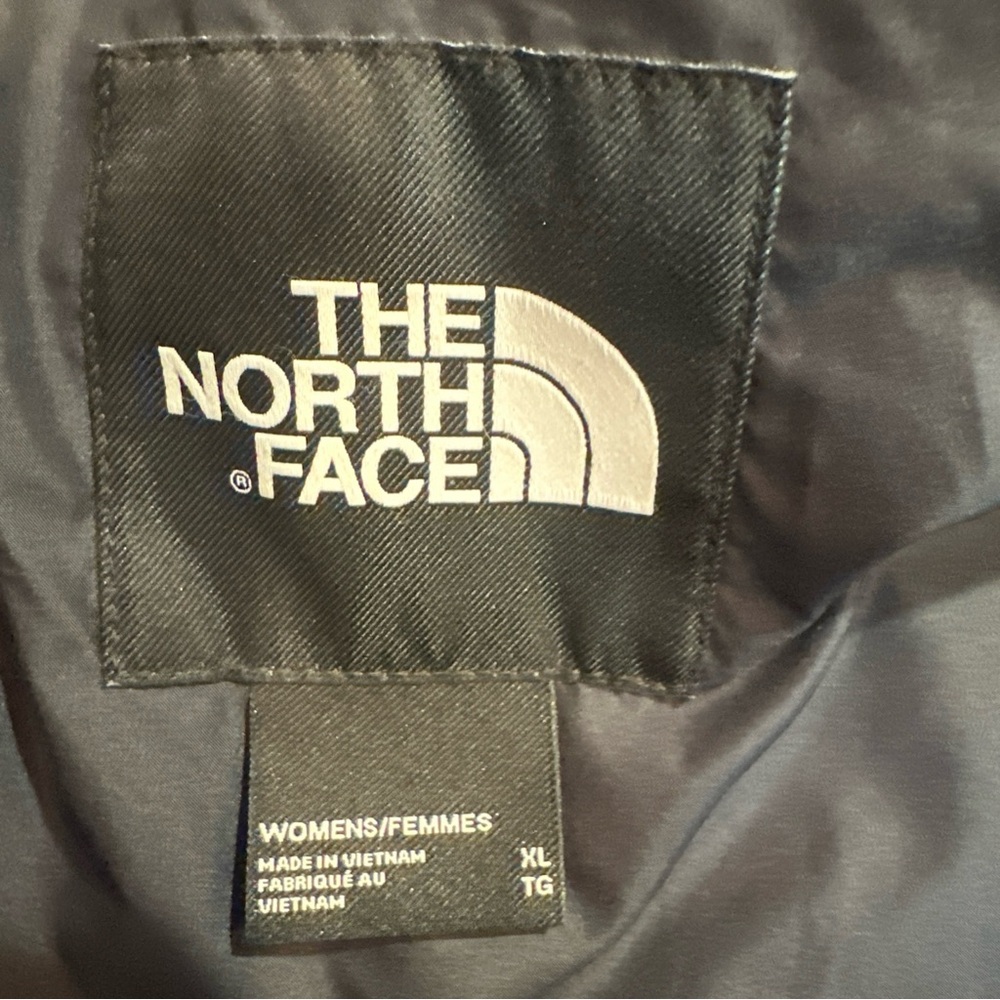 THE
NORTH
® FACE
WOMENS/FEMMES
MADE IN VIETNAM XL
FABRIQUÉ AU TG
VIETNAM